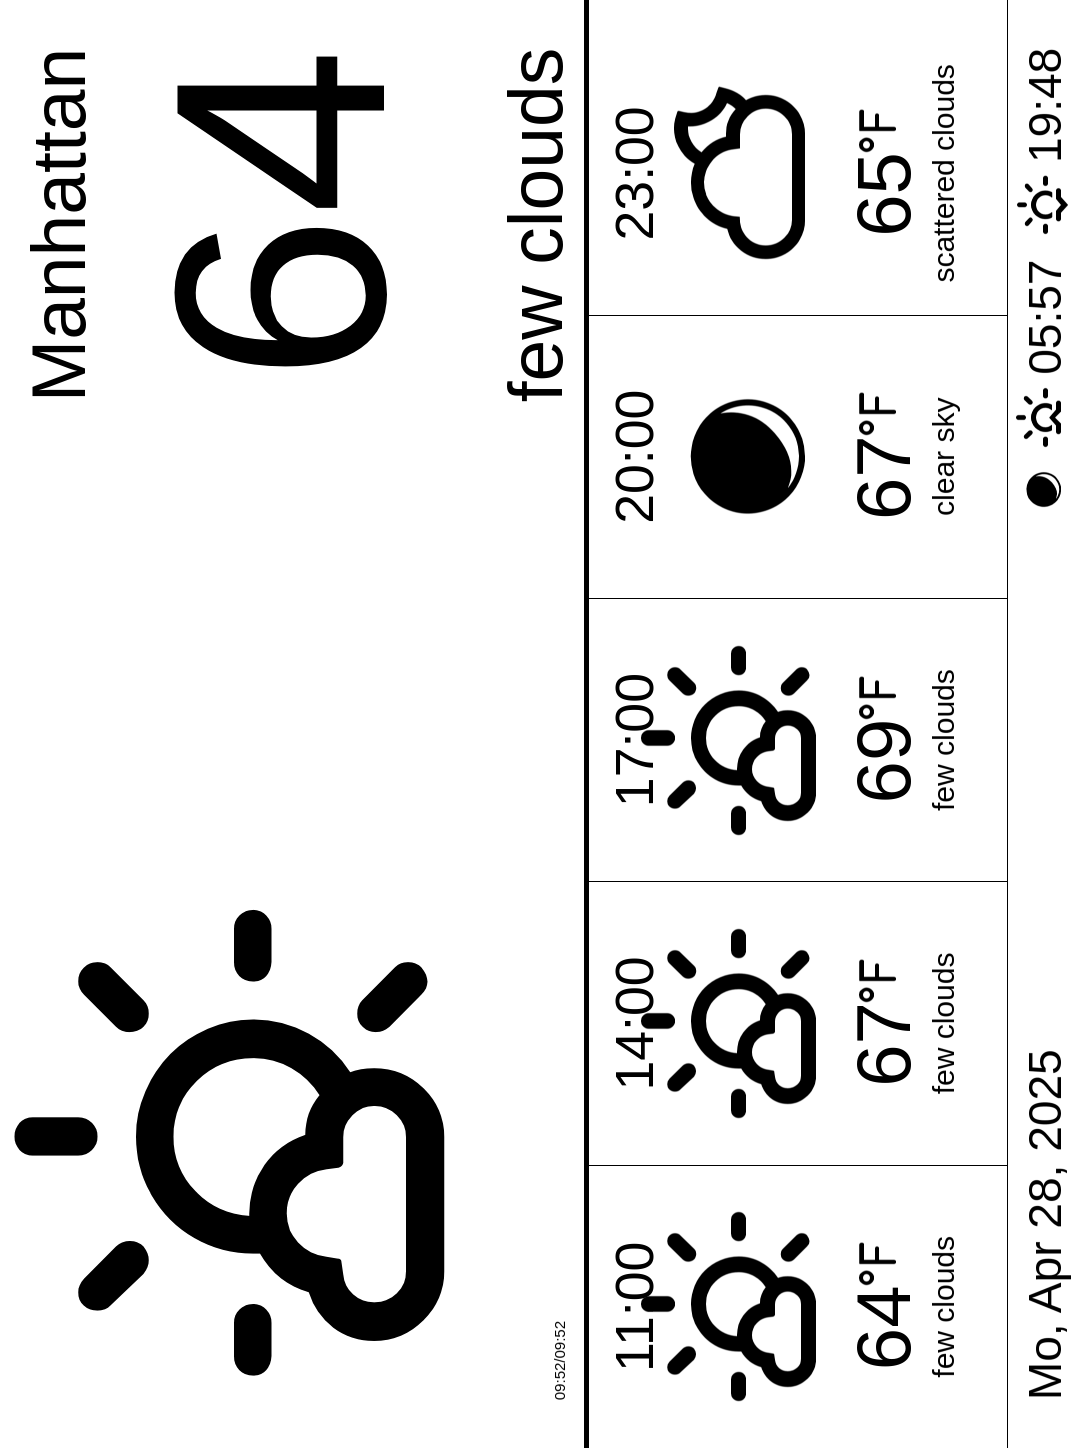 Manhattan
64
few clouds
09:52/09:52
11:00 14:00 17:00 20:00 23:00
64°F 67°F 69°F 67°F 65°F
few clouds few clouds few clouds clear sky scattered clouds
Mo, Apr 28, 2025 05:57 19:48